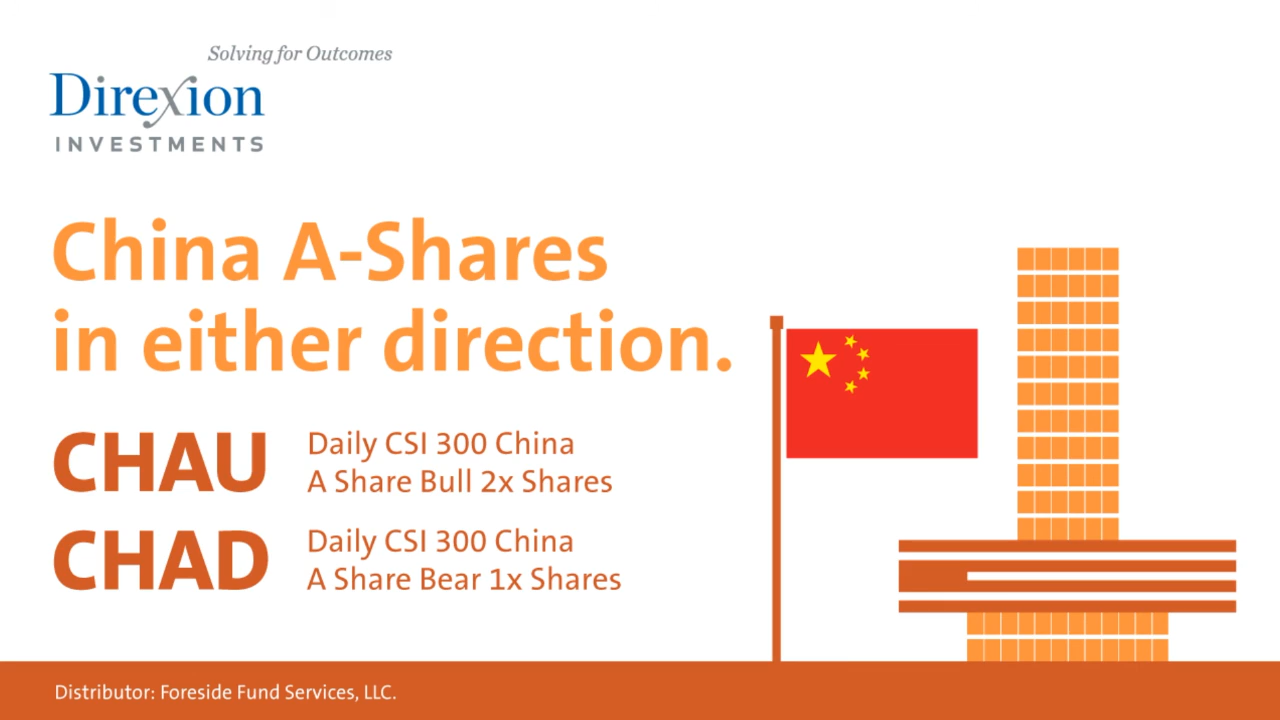 Solving for Outcomes
Direxion
INVESTMENTS
China A-Shares
in either direction.
CHAU
Daily CSI 300 China
A Share Bull 2x Shares
CHAD
Daily CSI 300 China
A Share Bear 1x Shares
Distributor: Foreside Fund Services, LLC.